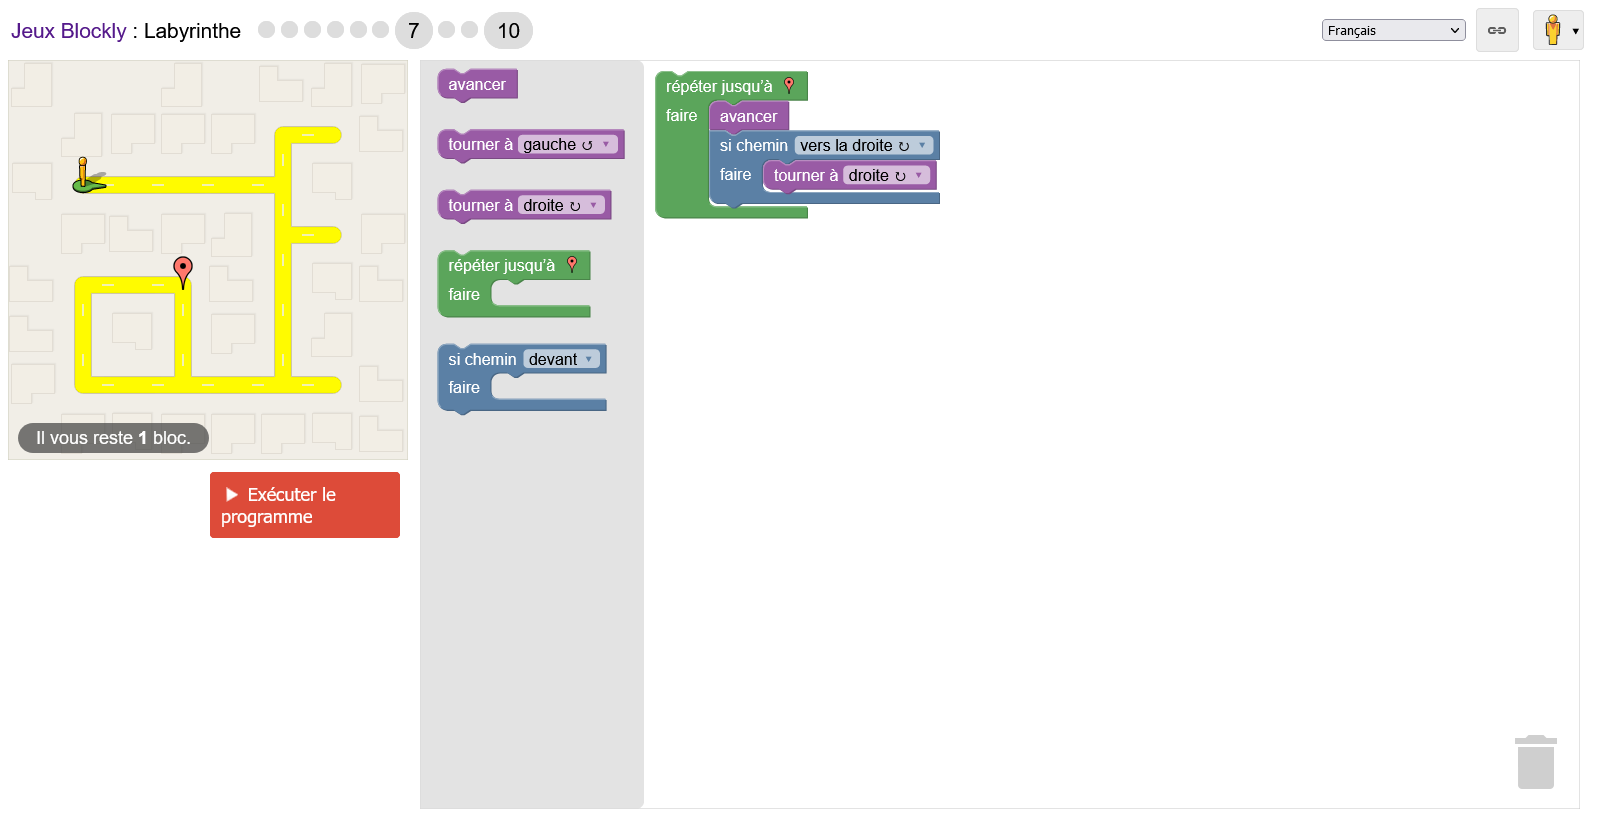 Jeux Blockly : Labyrinthe 7 10
Français
avancer
tourner à gauche ↺
tourner à droite ↻
répéter jusqu'à
faire
si chemin devant
faire
répéter jusqu'à
faire avancer
si chemin vers la droite ↻
faire tourner à droite ↻
Il vous reste 1 bloc.
Exécuter le
programme